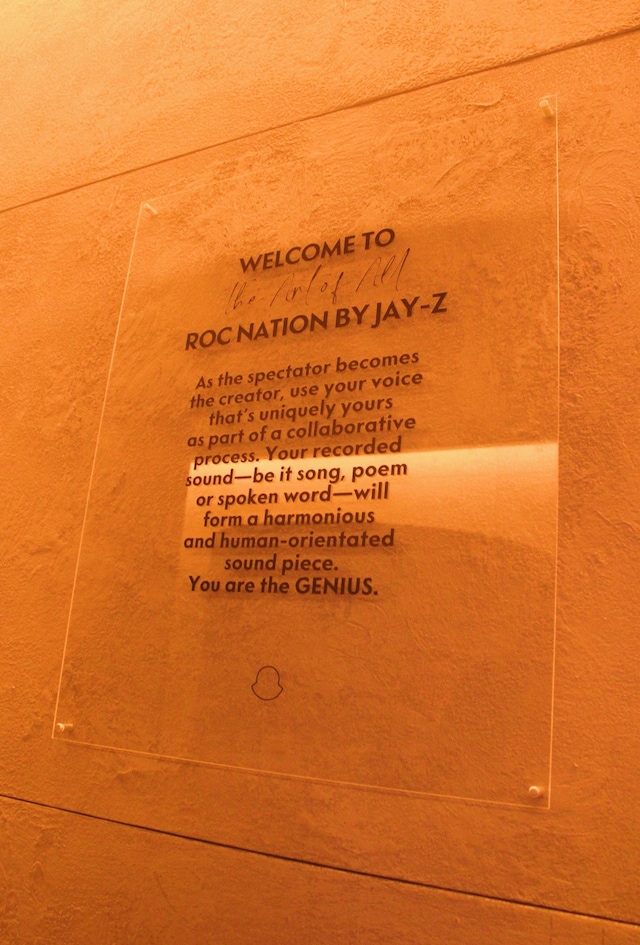 WELCOME TO
the Art of All
ROC NATION BY JAY-Z
As the spectator becomes
the creator, use your voice
that's uniquely yours
as part of a collaborative
process. Your recorded
sound—be it song, poem
or spoken word—will
form a harmonious
and human-orientated
sound piece.
You are the GENIUS.